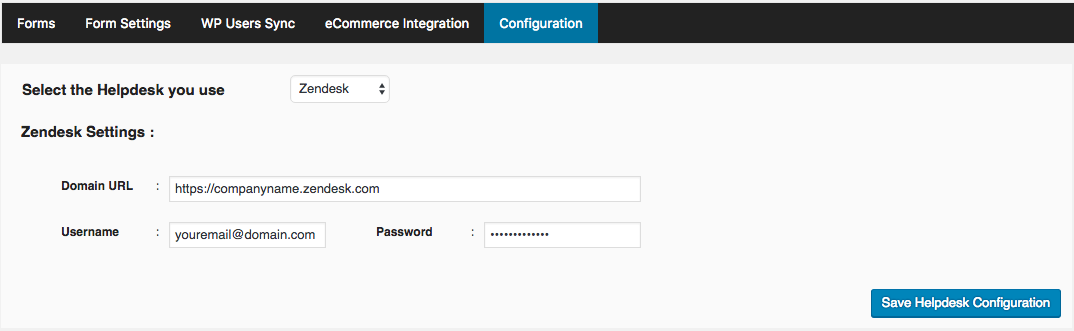 Forms Form Settings WP Users Sync eCommerce Integration Configuration
Select the Helpdesk you use Zendesk
Zendesk Settings :
Domain URL : https://companyname.zendesk.com
Username : youremail@domain.com Password : •••••••••••••
Save Helpdesk Configuration